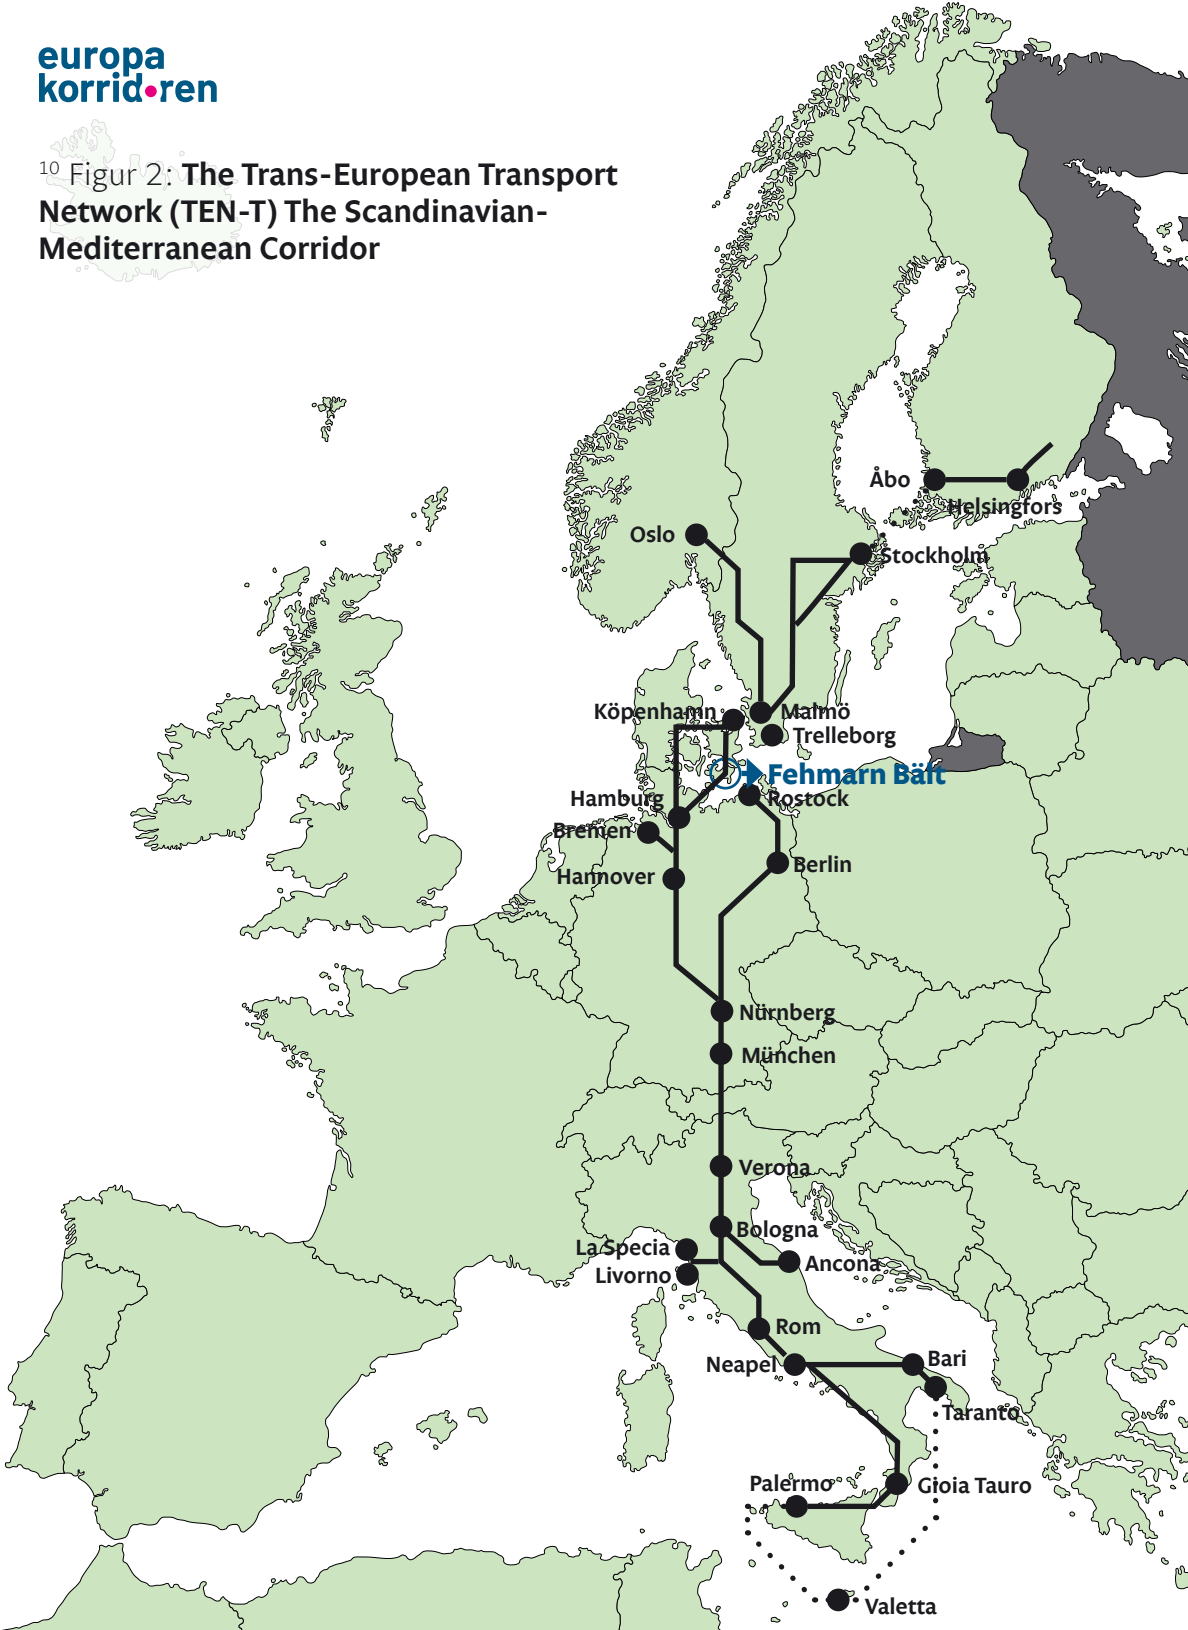 europa
korridoren
10 Figur 2: The Trans-European Transport
Network (TEN-T) The Scandinavian-
Mediterranean Corridor
Åbo
Helsingfors
Oslo
Stockholm
Köpenhamn
Malmö
Trelleborg
Fehmarn Bält
Hamburg
Rostock
Bremen
Berlin
Hannover
Nürnberg
München
Verona
Bologna
La Specia
Ancona
Livorno
Rom
Neapel
Bari
Taranto
Palermo
Gioia Tauro
Valetta